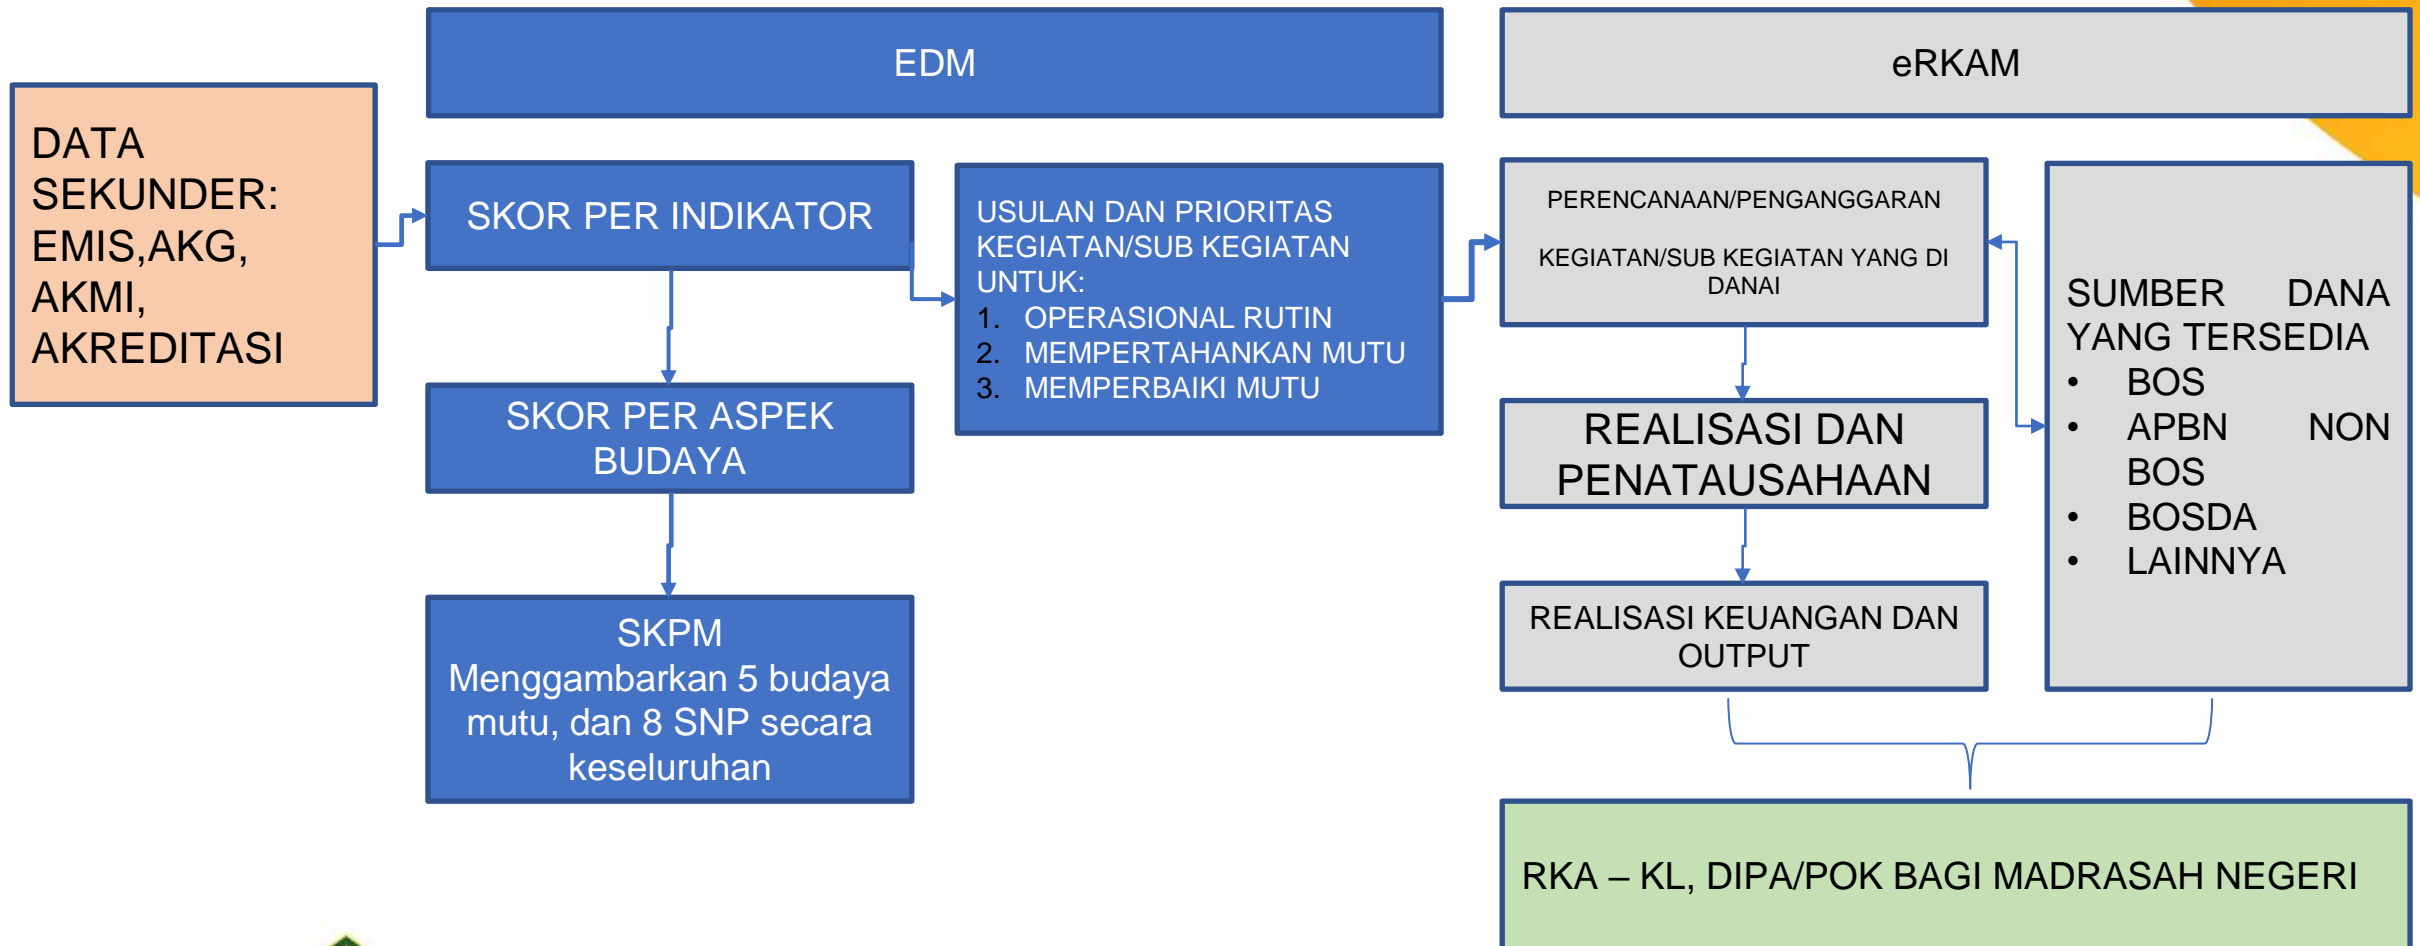 EDM
eRKAM
DATA
SEKUNDER:
EMIS,AKG,
AKMI,
AKREDITASI
SKOR PER INDIKATOR
SKOR PER ASPEK
BUDAYA
SKPM
Menggambarkan 5 budaya
mutu, dan 8 SNP secara
keseluruhan
USULAN DAN PRIORITAS
KEGIATAN/SUB KEGIATAN
UNTUK:
1. OPERASIONAL RUTIN
2. MEMPERTAHANKAN MUTU
3. MEMPERBAIKI MUTU
PERENCANAAN/PENGANGGARAN
KEGIATAN/SUB KEGIATAN YANG DI
DANAI
REALISASI DAN
PENATAUSAHAAN
REALISASI KEUANGAN DAN
OUTPUT
SUMBER DANA
YANG TERSEDIA
• BOS
• APBN NON
BOS
• BOSDA
• LAINNYA
RKA – KL, DIPA/POK BAGI MADRASAH NEGERI